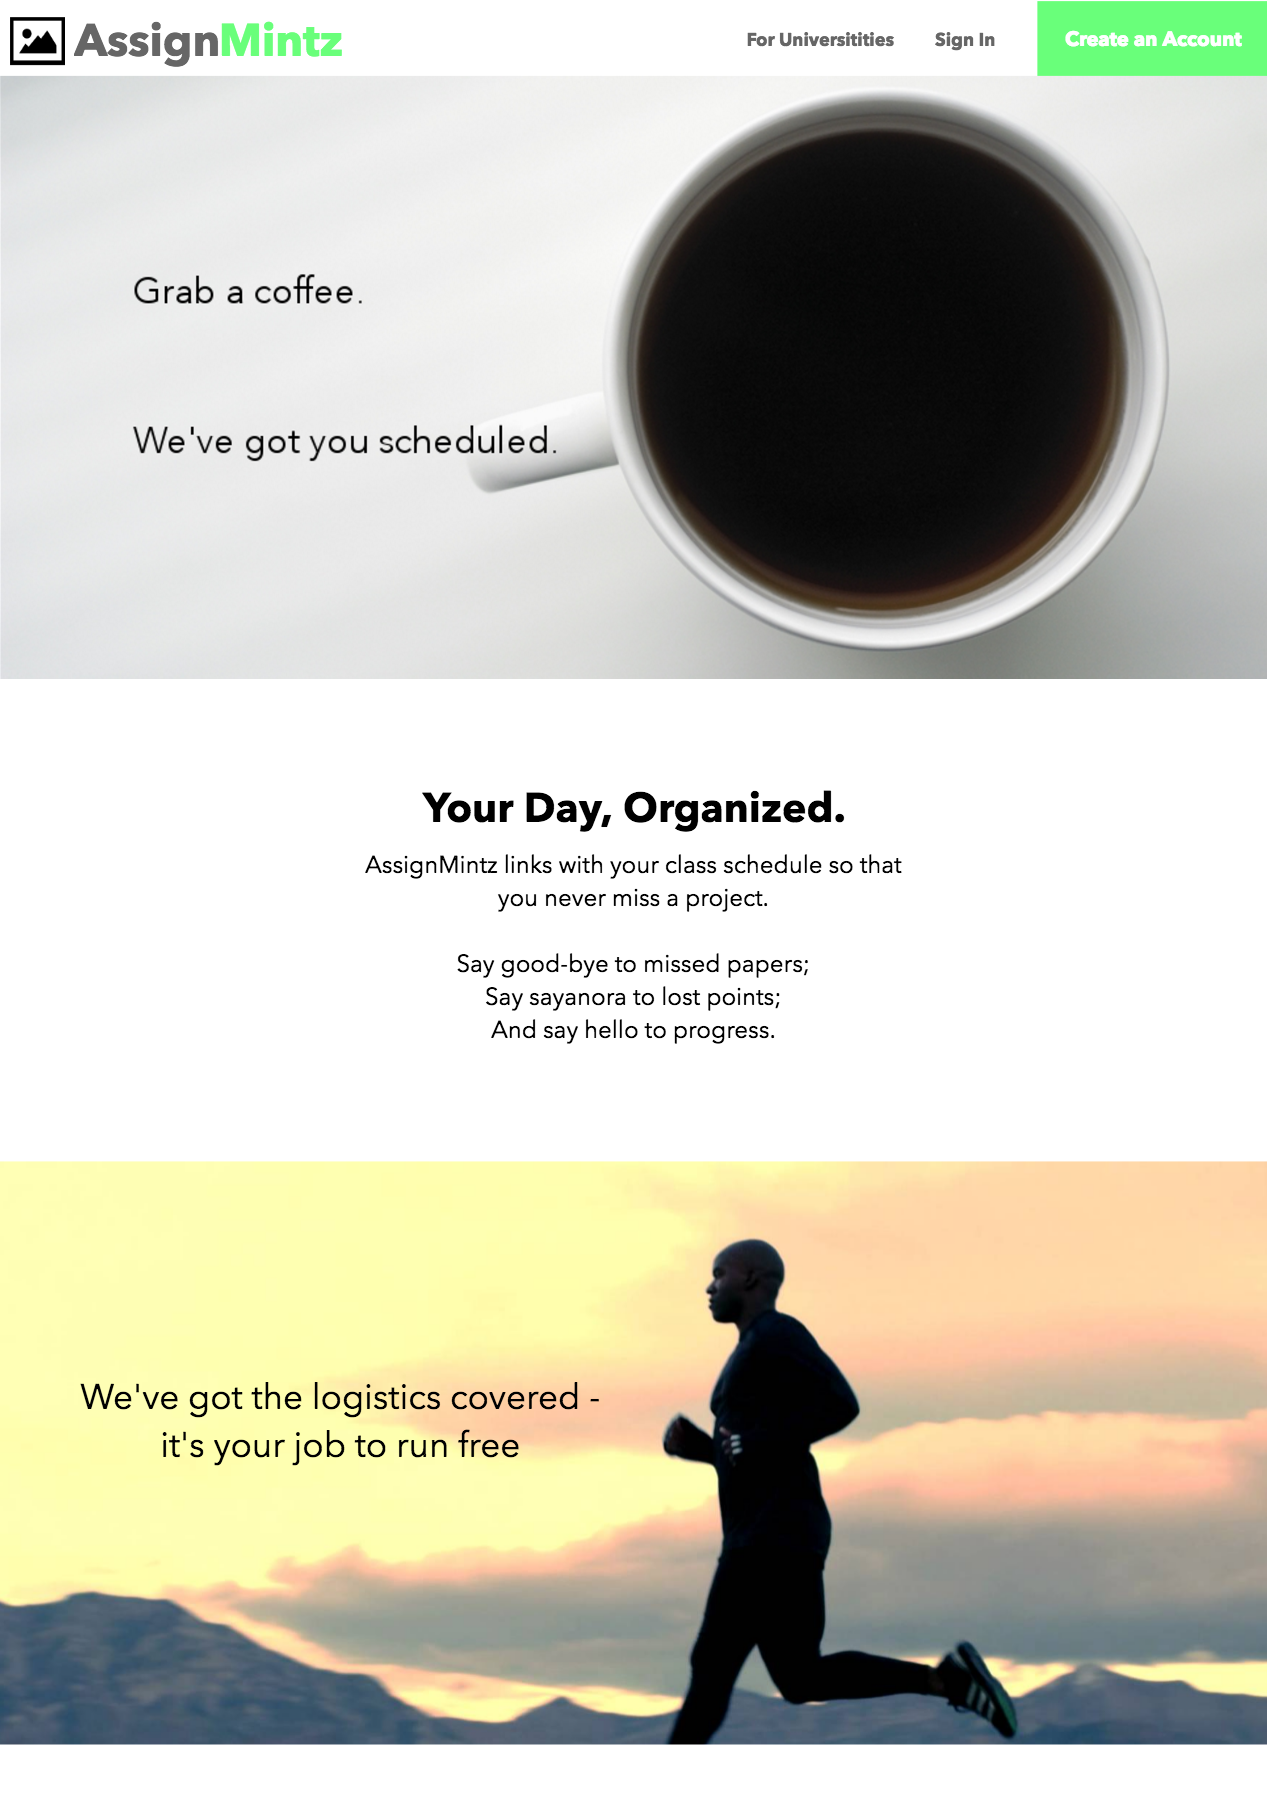 AssignMintz
For Universitities
Sign In
Create an Account
Grab a coffee.
We've got you scheduled.
Your Day, Organized.
AssignMintz links with your class schedule so that
you never miss a project.
Say good-bye to missed papers;
Say sayanora to lost points;
And say hello to progress.
We've got the logistics covered -
it's your job to run free